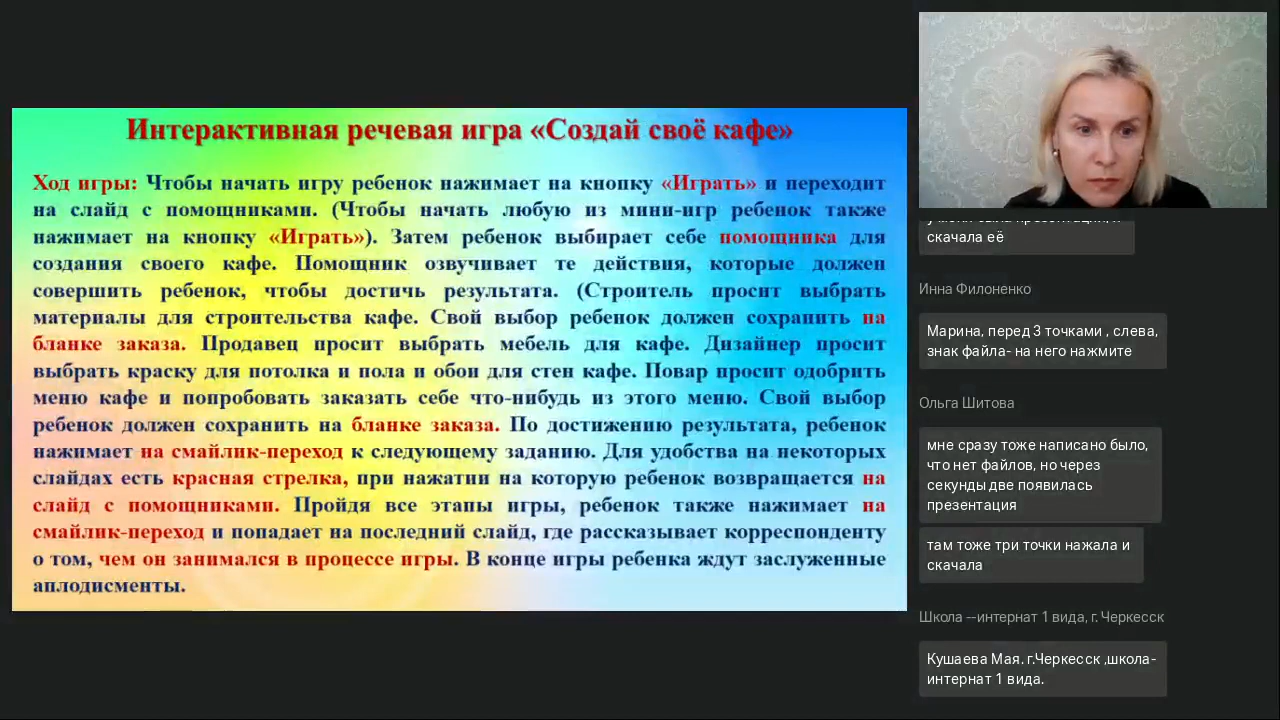 Интерактивная речевая игра «Создай своё кафе»
Ход игры: Чтобы начать игру ребенок нажимает на кнопку «Играть» и переходит
на слайд с помощниками. (Чтобы начать любую из мини-игр ребенок также
нажимает на кнопку «Играть»). Затем ребенок выбирает себе помощника для
создания своего кафе. Помощник озвучивает те действия, которые должен
совершить ребенок, чтобы достичь результата. (Строитель просит выбрать
материалы для строительства кафе. Свой выбор ребенок должен сохранить на
бланке заказа. Продавец просит выбрать мебель для кафе. Дизайнер просит
выбрать краску для потолка и пола и обои для стен кафе. Повар просит одобрить
меню кафе и попробовать заказать себе что-нибудь из этого меню. Свой выбор
ребенок должен сохранить на бланке заказа. По достижению результата, ребенок
нажимает на смайлик-переход к следующему заданию. Для удобства на некоторых
слайдах есть красная стрелка, при нажатии на которую ребенок возвращается на
слайд с помощниками. Пройдя все этапы игры, ребенок также нажимает на
смайлик-переход и попадает на последний слайд, где рассказывает корреспонденту
о том, чем он занимался в процессе игры. В конце игры ребенка ждут заслуженные
аплодисменты.
скачала её
Инна Филоненко
Марина, перед 3 точками , слева,
знак файла- на него нажмите
Ольга Шитова
мне сразу тоже написано было,
что нет файлов, но через
секунды две появилась
презентация
там тоже три точки нажала и
скачала
Школа --интернат 1 вида, г. Черкесск
Кушаева Мая. г.Черкесск ,школа-
интернат 1 вида.